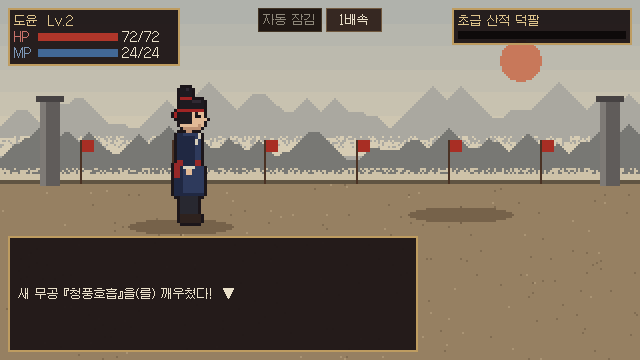 도윤 Lv.2
HP 72/72
MP 24/24
자동 잠김
1배속
초급 산적 덕팔
새 무공 『청풍호흡』을(를) 깨우쳤다! ▼